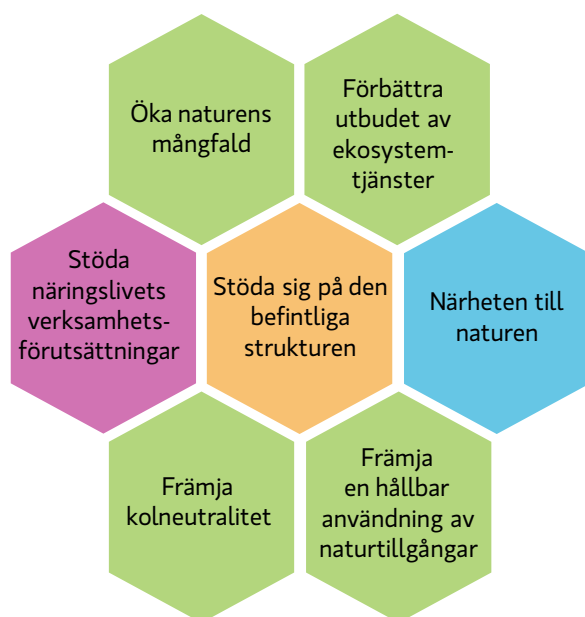 Öka naturens
mångfald
Förbättra
utbudet av
ekosystem-
tjänster
Stöda
näringslivets
verksamhets-
förutsättningar
Stöda sig på den
befintliga
strukturen
Närheten till
naturen
Främja
kolneutralitet
Främja
en hållbar
användning av
naturtillgångar